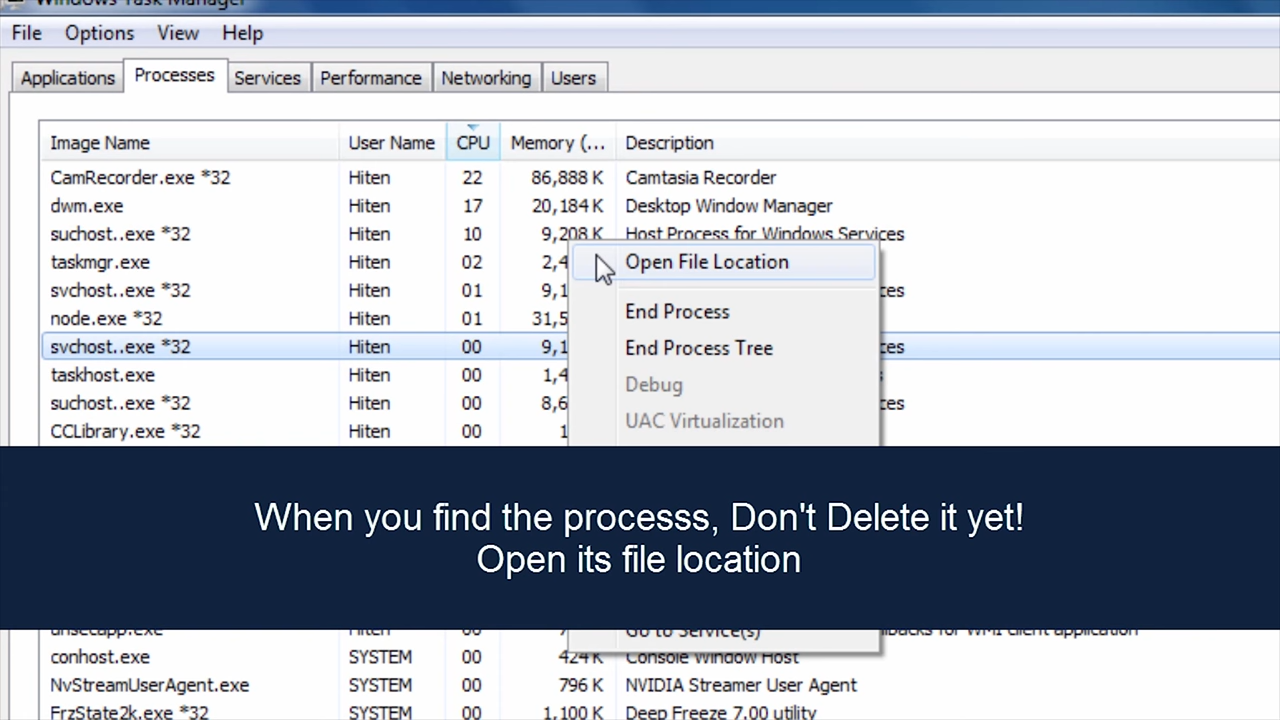 Windows Task Manager
File Options View Help
Applications Processes Services Performance Networking Users
Image Name User Name CPU Memory (... Description
CamRecorder.exe *32 Hiten 22 86,888 K Camtasia Recorder
dwm.exe Hiten 17 20,184 K Desktop Window Manager
suchost..exe *32 Hiten 10 9,208 K Host Process for Windows Services
taskmgr.exe Hiten 02 2,4
svchost..exe *32 Hiten 01 9,1 ces
node.exe *32 Hiten 01 31,5
svchost..exe *32 Hiten 00 9,1 ces
taskhost.exe Hiten 00 1,4
suchost..exe *32 Hiten 00 8,6 ces
CCLibrary.exe *32 Hiten 00 1
Open File Location
End Process
End Process Tree
Debug
UAC Virtualization
When you find the processs, Don't Delete it yet!
Open its file location
unsecapp.exe Hiten 00
Go to Service(s)
backs for WMI client application
conhost.exe SYSTEM 00 424 K Console Window Host
NvStreamUserAgent.exe SYSTEM 00 796 K NVIDIA Streamer User Agent
FrzState2k.exe *32 SYSTEM 00 1,100 K Deep Freeze 7.00 utility